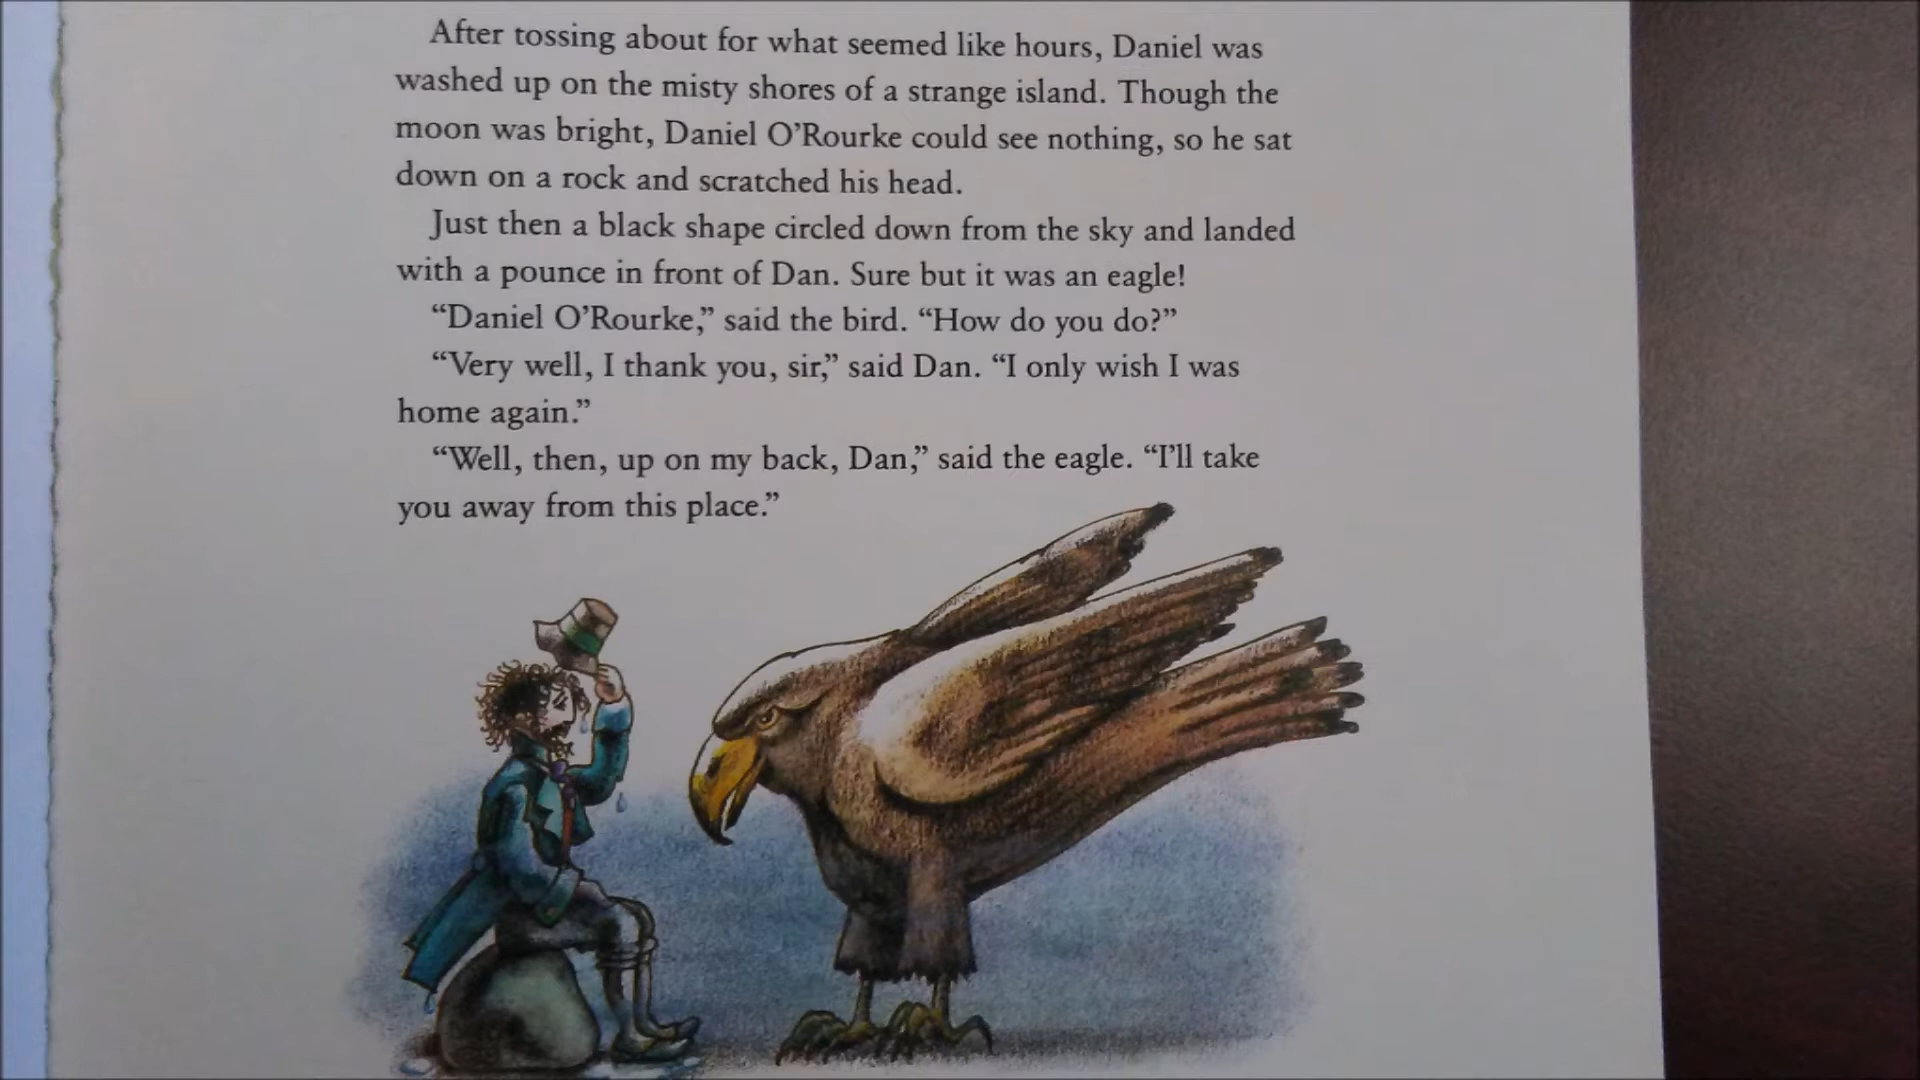 After tossing about for what seemed like hours, Daniel was
washed up on the misty shores of a strange island. Though the
moon was bright, Daniel O’Rourke could see nothing, so he sat
down on a rock and scratched his head.
Just then a black shape circled down from the sky and landed
with a pounce in front of Dan. Sure but it was an eagle!
“Daniel O’Rourke,” said the bird. “How do you do?”
“Very well, I thank you, sir,” said Dan. “I only wish I was
home again.”
“Well, then, up on my back, Dan,” said the eagle. “I’ll take
you away from this place.”